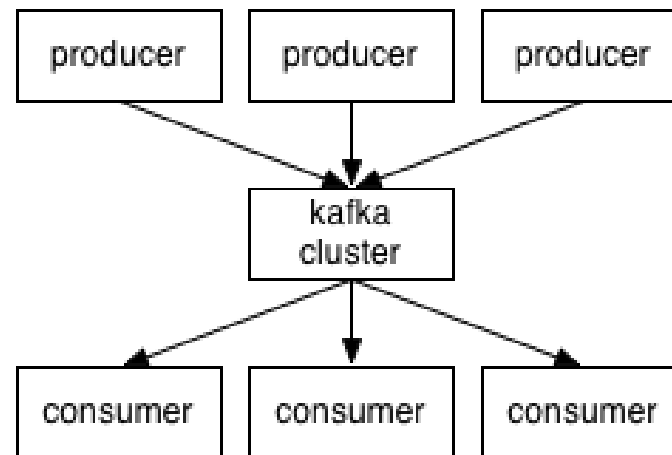 producer
producer
producer
kafka
cluster
consumer
consumer
consumer